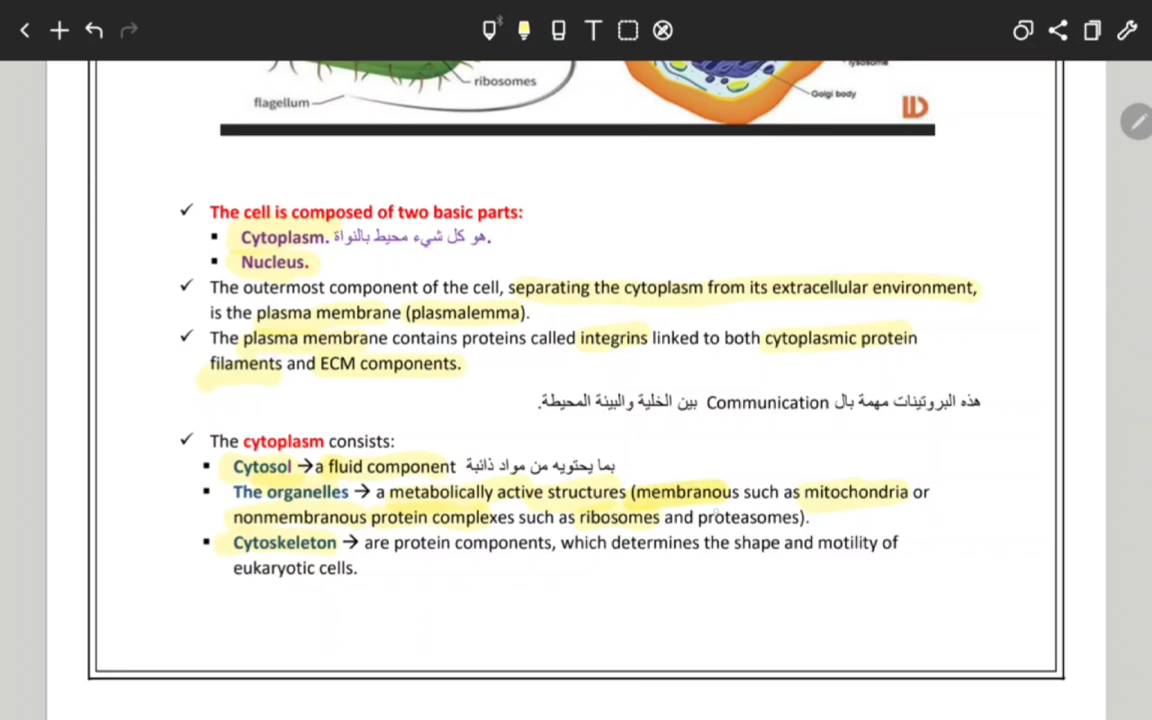 lysosome
ribosomes
Golgi body
flagellum
The cell is composed of two basic parts:
Cytoplasm. هو كل شيء محيط بالنواة.
Nucleus.
The outermost component of the cell, separating the cytoplasm from its extracellular environment,
is the plasma membrane (plasmalemma).
The plasma membrane contains proteins called integrins linked to both cytoplasmic protein
filaments and ECM components.
هذه البروتينات مهمة بال Communication بين الخلية والبيئة المحيطة.
The cytoplasm consists:
Cytosol →a fluid component بما يحتويه من مواد ذائبة
The organelles → a metabolically active structures (membranous such as mitochondria or
nonmembranous protein complexes such as ribosomes and proteasomes).
Cytoskeleton → are protein components, which determines the shape and motility of
eukaryotic cells.